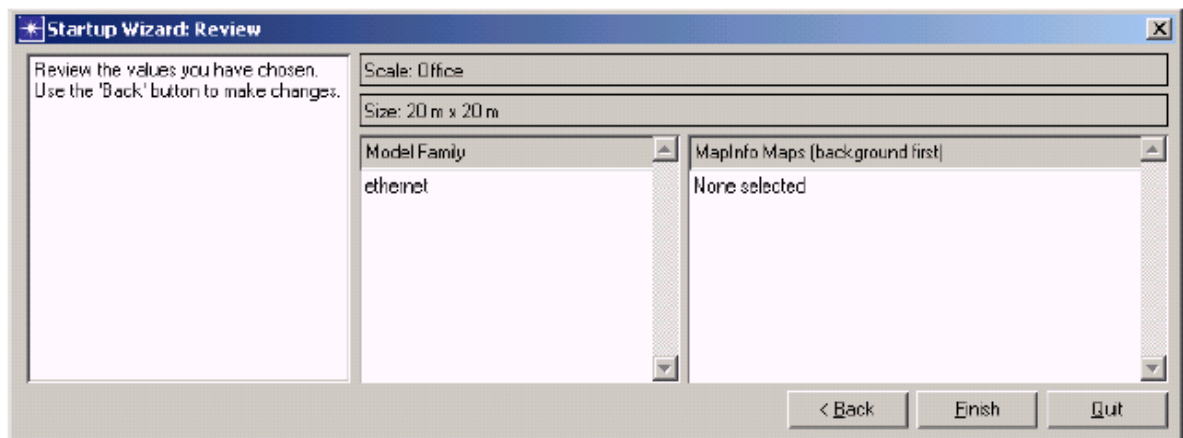 Startup Wizard: Review
Review the values you have chosen.
Use the 'Back' button to make changes.
Scale: Office
Size: 20 m x 20 m
Model Family
ethernet
MapInfo Maps (background first)
None selected
< Back
Finish
Quit